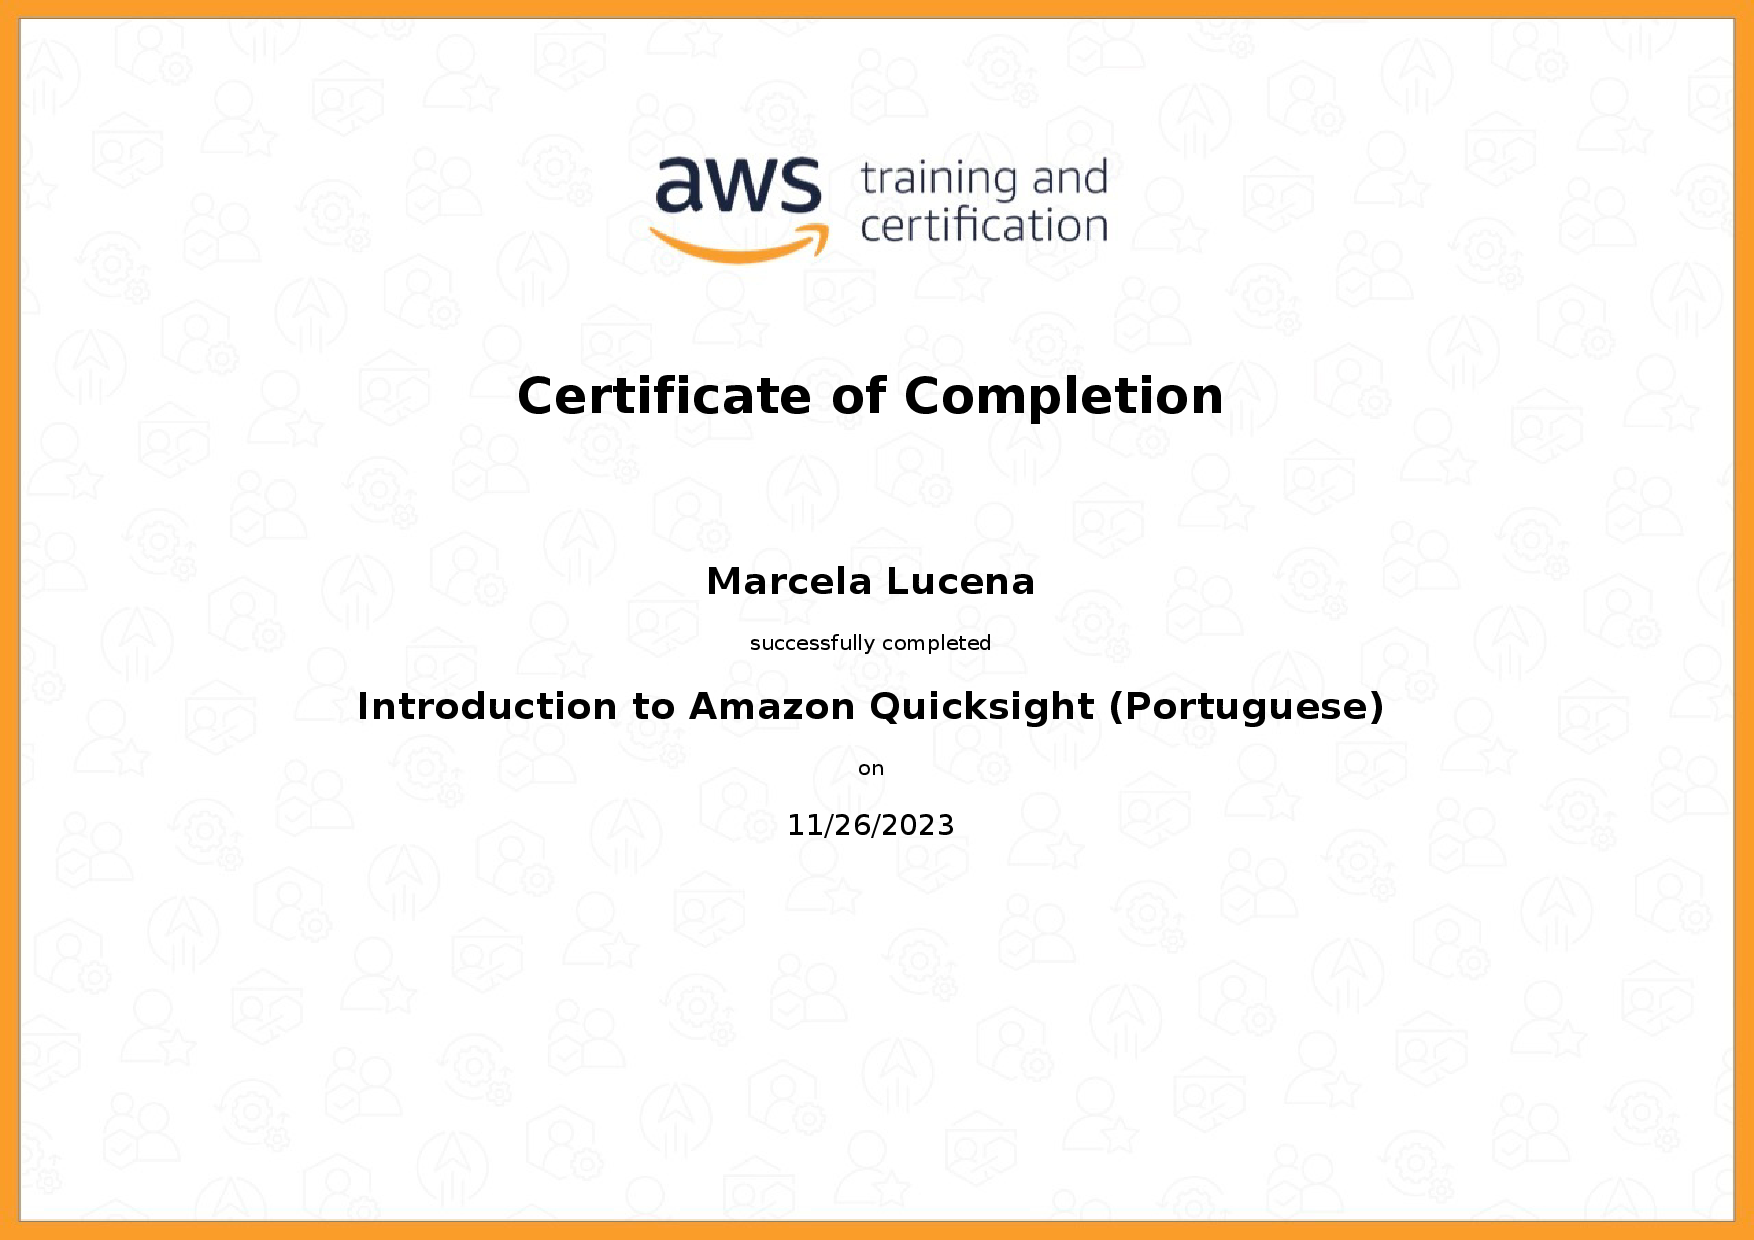 aws training and
certification
Certificate of Completion
Marcela Lucena
successfully completed
Introduction to Amazon Quicksight (Portuguese)
on
11/26/2023